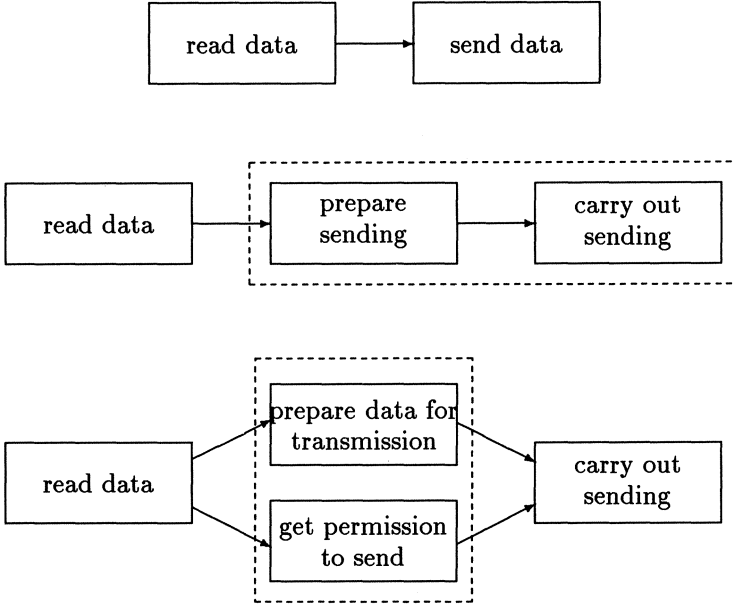 read data
send data
read data
prepare
sending
carry out
sending
read data
prepare data for
transmission
get permission
to send
carry out
sending